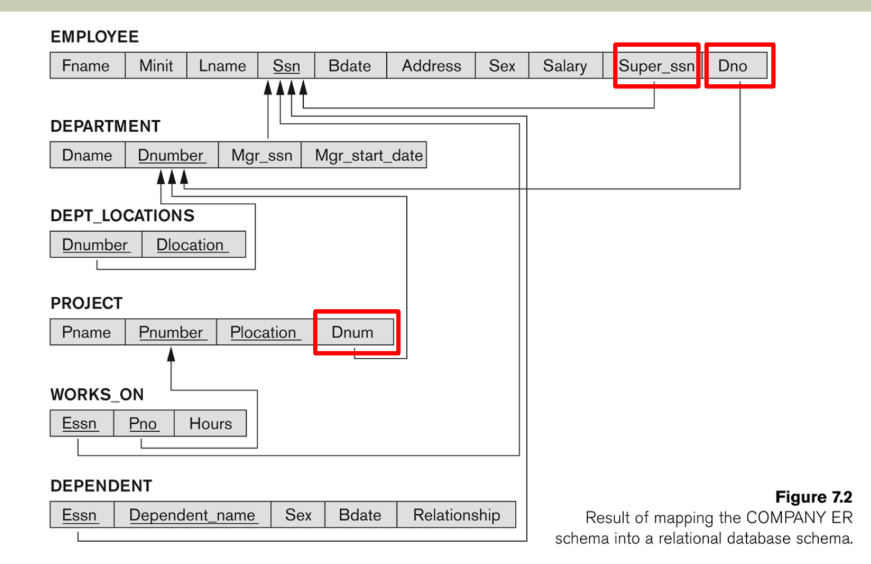 EMPLOYEE
Fname Minit Lname Ssn Bdate Address Sex Salary Super_ssn Dno
DEPARTMENT
Dname Dnumber Mgr_ssn Mgr_start_date
DEPT_LOCATIONS
Dnumber Dlocation
PROJECT
Pname Pnumber Plocation Dnum
WORKS_ON
Essn Pno Hours
DEPENDENT
Essn Dependent_name Sex Bdate Relationship
Figure 7.2
Result of mapping the COMPANY ER
schema into a relational database schema.